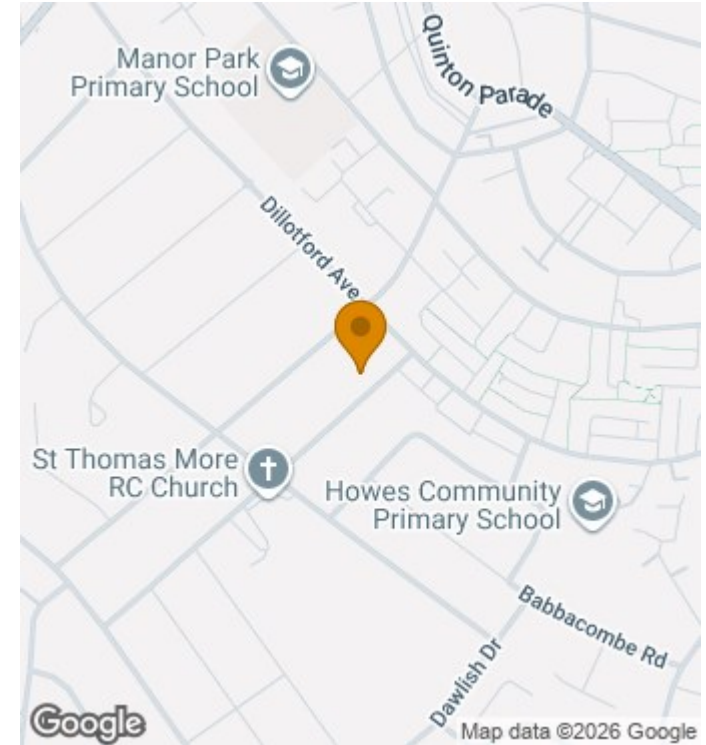 Manor Park
Primary School
Quinton Parade
Dillotford Ave
St Thomas More
RC Church
Howes Community
Primary School
Babbacombe Rd
Dawlish Dr
Google
Map data ©2026 Google